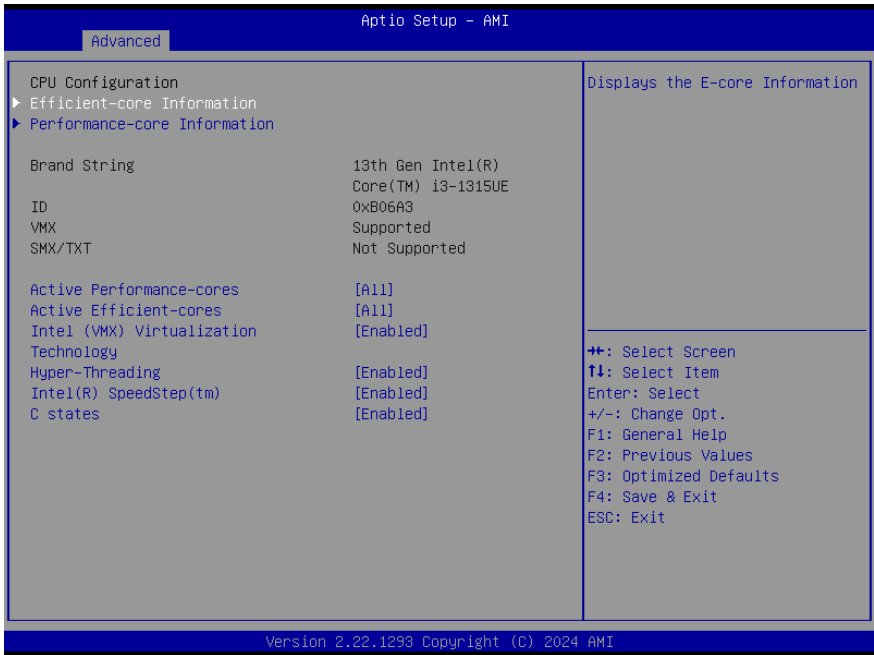 Aptio Setup – AMI
Advanced
CPU Configuration
Efficient-core Information
Performance-core Information
Brand String 13th Gen Intel(R)
Core(TM) i3-1315UE
ID 0xB06A3
VMX Supported
SMX/TXT Not Supported
Active Performance-cores [All]
Active Efficient-cores [All]
Intel (VMX) Virtualization [Enabled]
Technology
Hyper-Threading [Enabled]
Intel(R) SpeedStep(tm) [Enabled]
C states [Enabled]
Displays the E-core Information
→←: Select Screen
↑↓: Select Item
Enter: Select
+/-: Change Opt.
F1: General Help
F2: Previous Values
F3: Optimized Defaults
F4: Save & Exit
ESC: Exit
Version 2.22.1293 Copyright (C) 2024 AMI